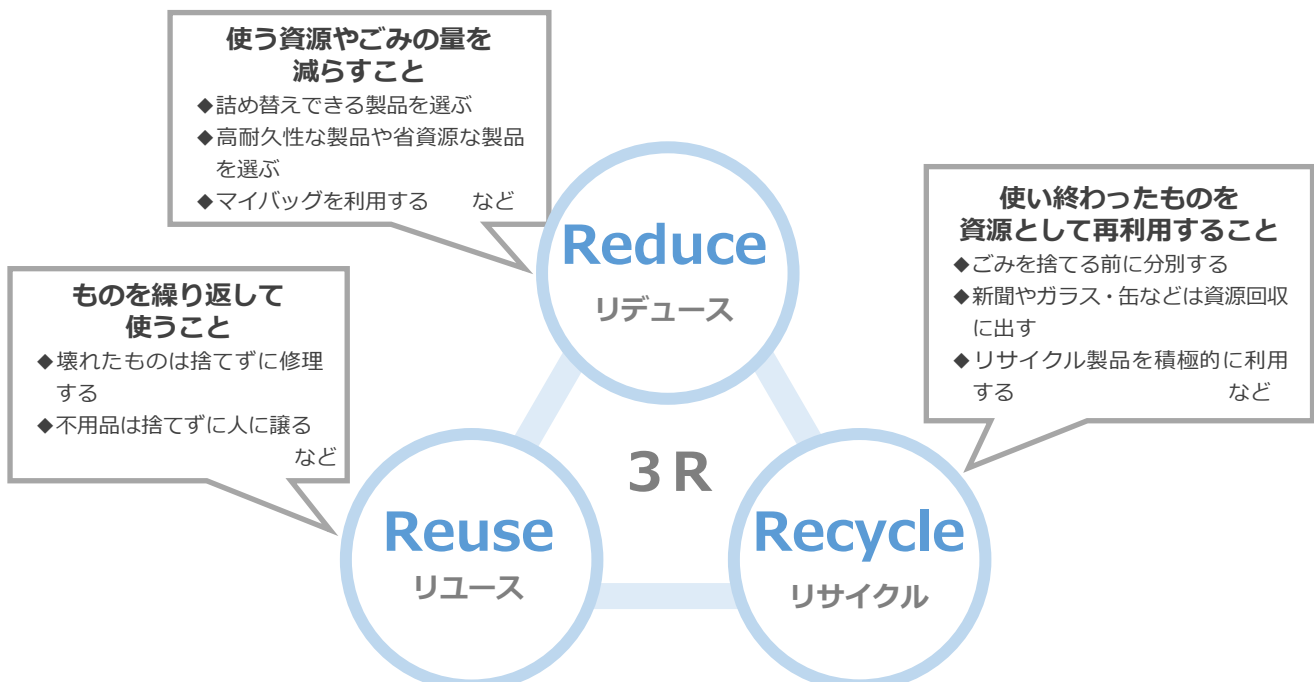 使う資源やごみの量を
減らすこと
◆詰め替えできる製品を選ぶ
◆高耐久性な製品や省資源な製品
を選ぶ
◆マイバッグを利用する　　など
Reduce
リデュース
使い終わったものを
資源として再利用すること
◆ごみを捨てる前に分別する
◆新聞やガラス・缶などは資源回収
に出す
◆リサイクル製品を積極的に利用
する　　など
ものを繰り返して
使うこと
◆壊れたものは捨てずに修理
する
◆不用品は捨てずに人に譲る
など
３Ｒ
Reuse
リユース
Recycle
リサイクル